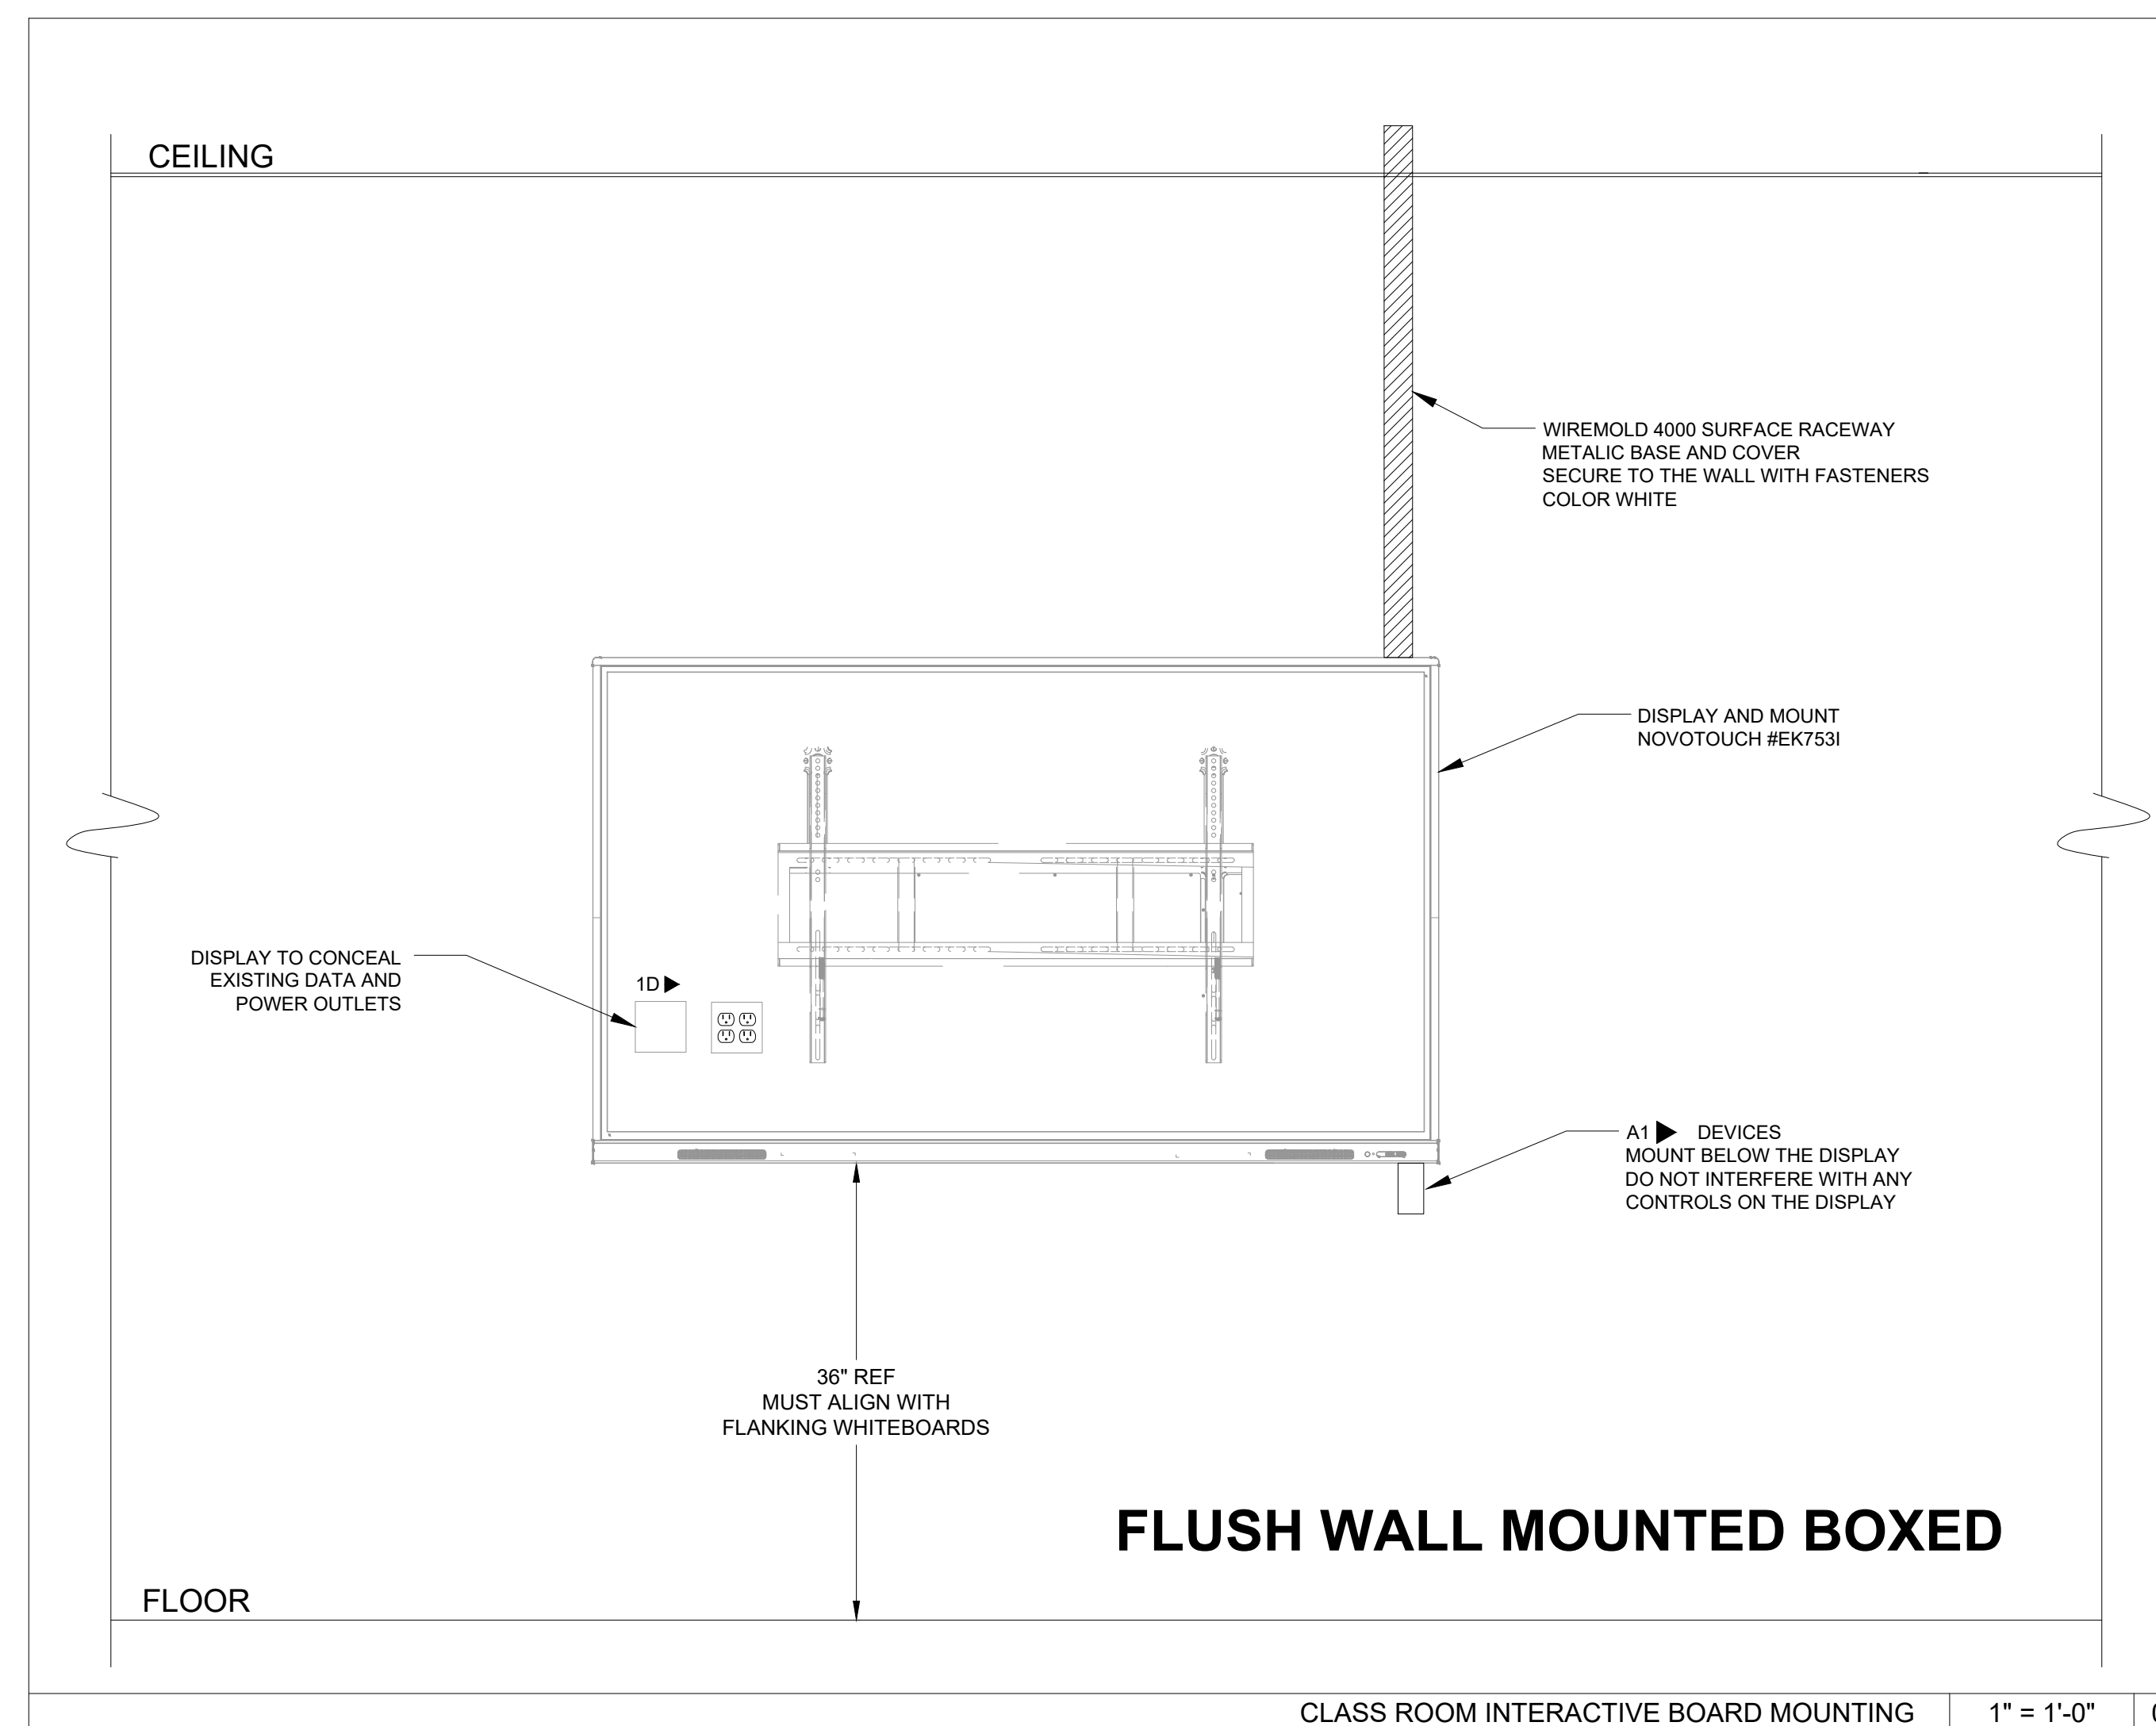 CEILING
WIREMOLD 4000 SURFACE RACEWAY
METALIC BASE AND COVER
SECURE TO THE WALL WITH FASTENERS
COLOR WHITE
DISPLAY AND MOUNT
NOVOTOUCH #EK753I
DISPLAY TO CONCEAL
EXISTING DATA AND
POWER OUTLETS
1D
A1 DEVICES
MOUNT BELOW THE DISPLAY
DO NOT INTERFERE WITH ANY
CONTROLS ON THE DISPLAY
36" REF
MUST ALIGN WITH
FLANKING WHITEBOARDS
FLUSH WALL MOUNTED BOXED
FLOOR
CLASS ROOM INTERACTIVE BOARD MOUNTING
1" = 1'-0"